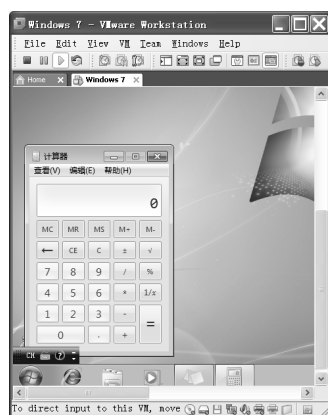 Windows 7 - VMware Workstation
File Edit View VM Team Windows Help
Home Windows 7
计算器
查看(V) 编辑(E) 帮助(H)
0
MC MR MS M+ M-
← CE C ± √
7 8 9 / %
4 5 6 * 1/x
1 2 3 - =
0 . +
CH
To direct input to this VM, move